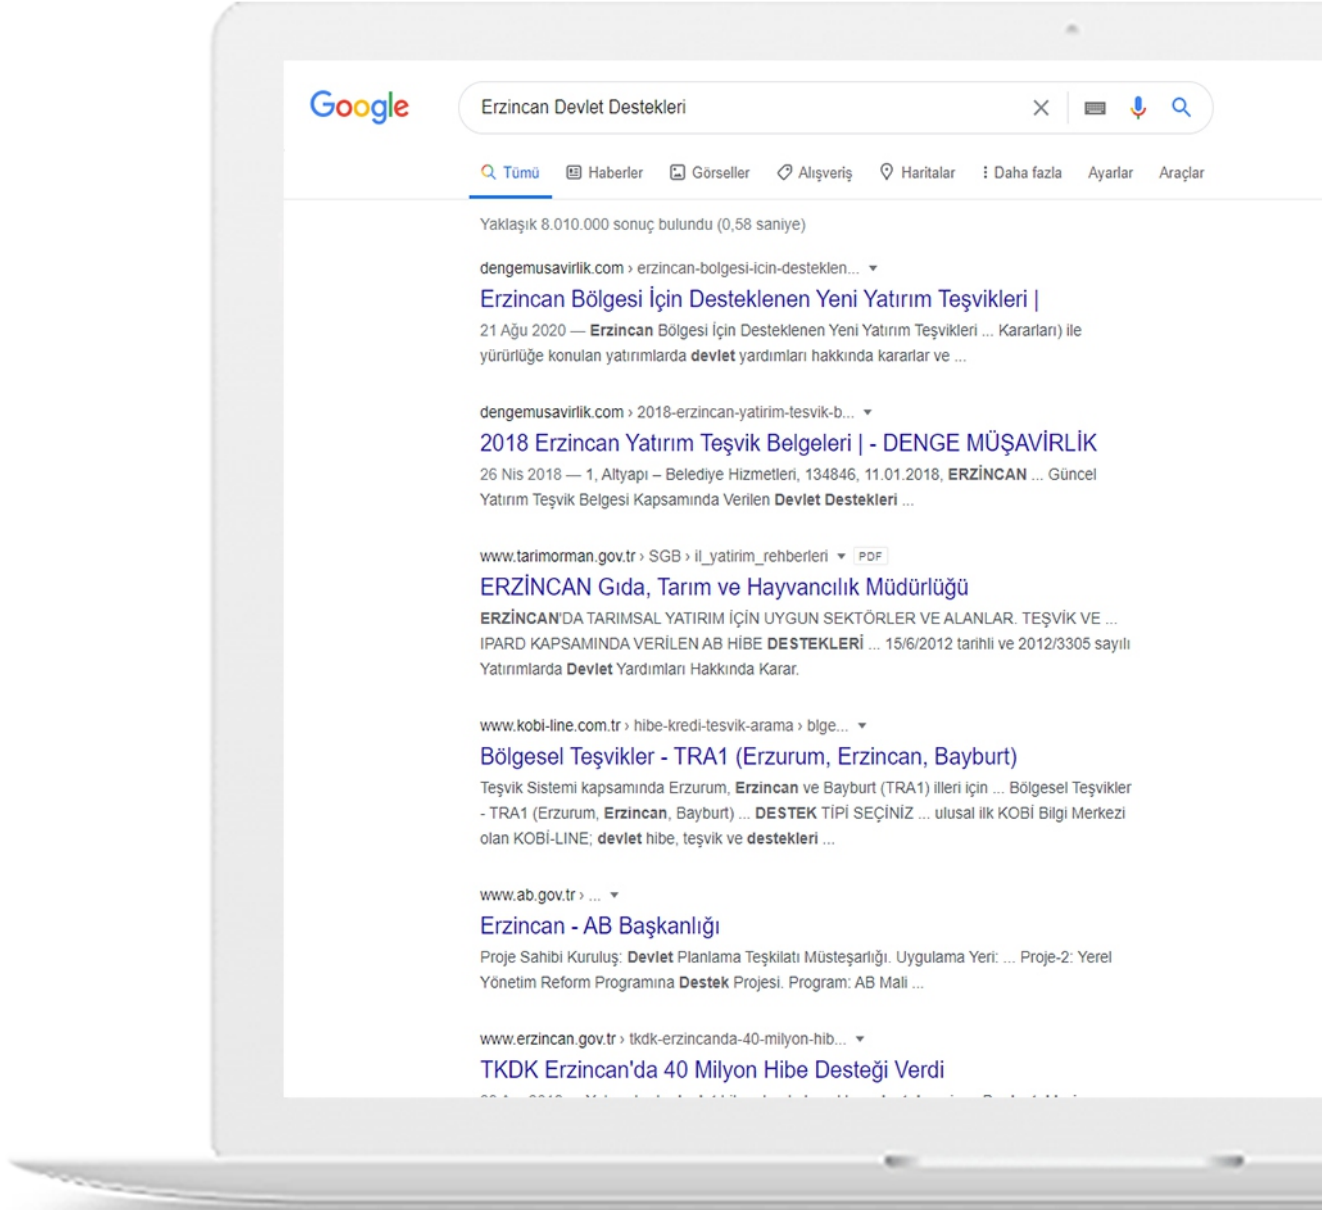 Google
Erzincan Devlet Destekleri
Tümü Haberler Görseller Alışveriş Haritalar Daha fazla Ayarlar Araçlar
Yaklaşık 8.010.000 sonuç bulundu (0,58 saniye)
dengemusavirlik.com › erzincan-bolgesi-icin-desteklen...
Erzincan Bölgesi İçin Desteklenen Yeni Yatırım Teşvikleri |
21 Ağu 2020 — Erzincan Bölgesi İçin Desteklenen Yeni Yatırım Teşvikleri ... Kararları) ile
yürürlüğe konulan yatırımlarda devlet yardımları hakkında kararlar ve ...
dengemusavirlik.com › 2018-erzincan-yatirim-tesvik-b...
2018 Erzincan Yatırım Teşvik Belgeleri | - DENGE MÜŞAVİRLİK
26 Nis 2018 — 1, Altyapı – Belediye Hizmetleri, 134846, 11.01.2018, ERZİNCAN ... Güncel
Yatırım Teşvik Belgesi Kapsamında Verilen Devlet Destekleri ...
www.tarimorman.gov.tr › SGB › il_yatirim_rehberleri PDF
ERZİNCAN Gıda, Tarım ve Hayvancılık Müdürlüğü
ERZİNCAN'DA TARIMSAL YATIRIM İÇİN UYGUN SEKTÖRLER VE ALANLAR. TEŞVİK VE ...
IPARD KAPSAMINDA VERİLEN AB HİBE DESTEKLERİ ... 15/6/2012 tarihli ve 2012/3305 sayılı
Yatırımlarda Devlet Yardımları Hakkında Karar.
www.kobi-line.com.tr › hibe-kredi-tesvik-arama › blge...
Bölgesel Teşvikler - TRA1 (Erzurum, Erzincan, Bayburt)
Teşvik Sistemi kapsamında Erzurum, Erzincan ve Bayburt (TRA1) illeri için ... Bölgesel Teşvikler
- TRA1 (Erzurum, Erzincan, Bayburt) ... DESTEK TİPİ SEÇİNİZ ... ulusal ilk KOBİ Bilgi Merkezi
olan KOBİ-LINE; devlet hibe, teşvik ve destekleri ...
www.ab.gov.tr › ...
Erzincan - AB Başkanlığı
Proje Sahibi Kuruluş: Devlet Planlama Teşkilatı Müsteşarlığı. Uygulama Yeri: ... Proje-2: Yerel
Yönetim Reform Programına Destek Projesi. Program: AB Mali ...
www.erzincan.gov.tr › tkdk-erzincanda-40-milyon-hib...
TKDK Erzincan'da 40 Milyon Hibe Desteği Verdi